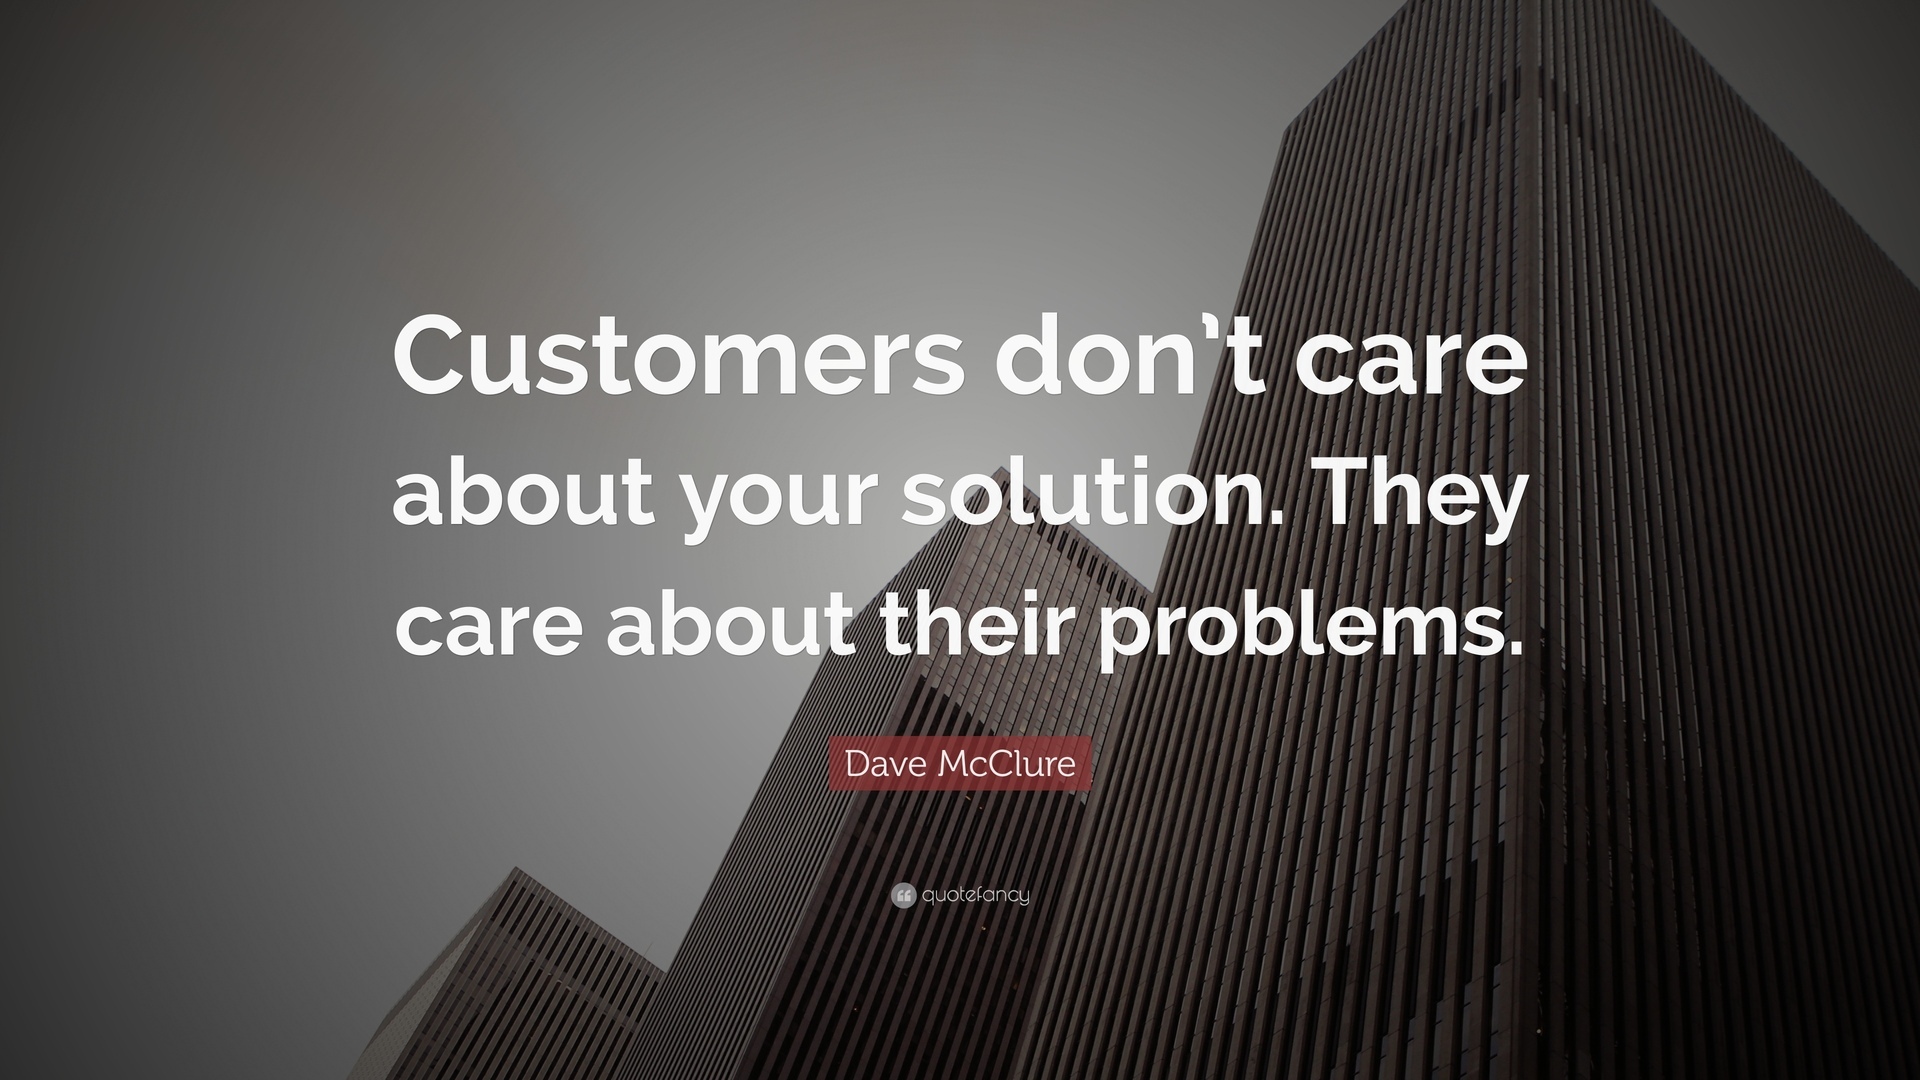 Customers don’t care
about your solution. They
care about their problems.
Dave McClure
quotefancy